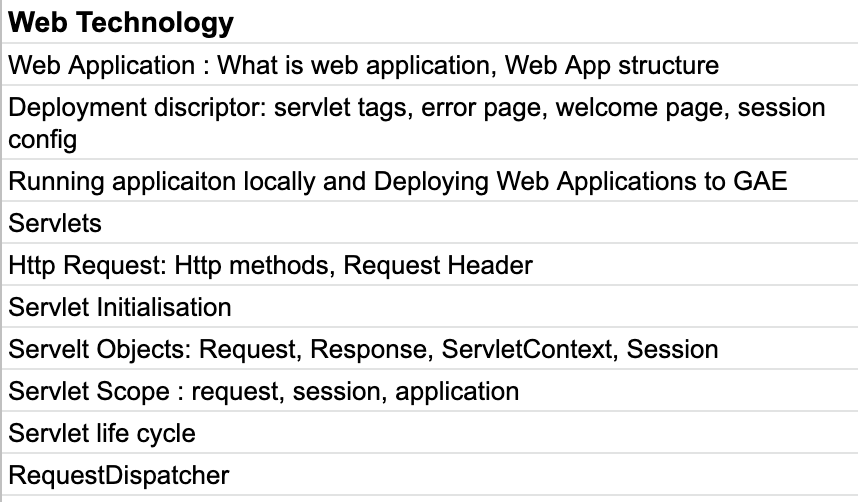 Web Technology
Web Application : What is web application, Web App structure
Deployment discriptor: servlet tags, error page, welcome page, session
config
Running applicaiton locally and Deploying Web Applications to GAE
Servlets
Http Request: Http methods, Request Header
Servlet Initialisation
Servelt Objects: Request, Response, ServletContext, Session
Servlet Scope : request, session, application
Servlet life cycle
RequestDispatcher